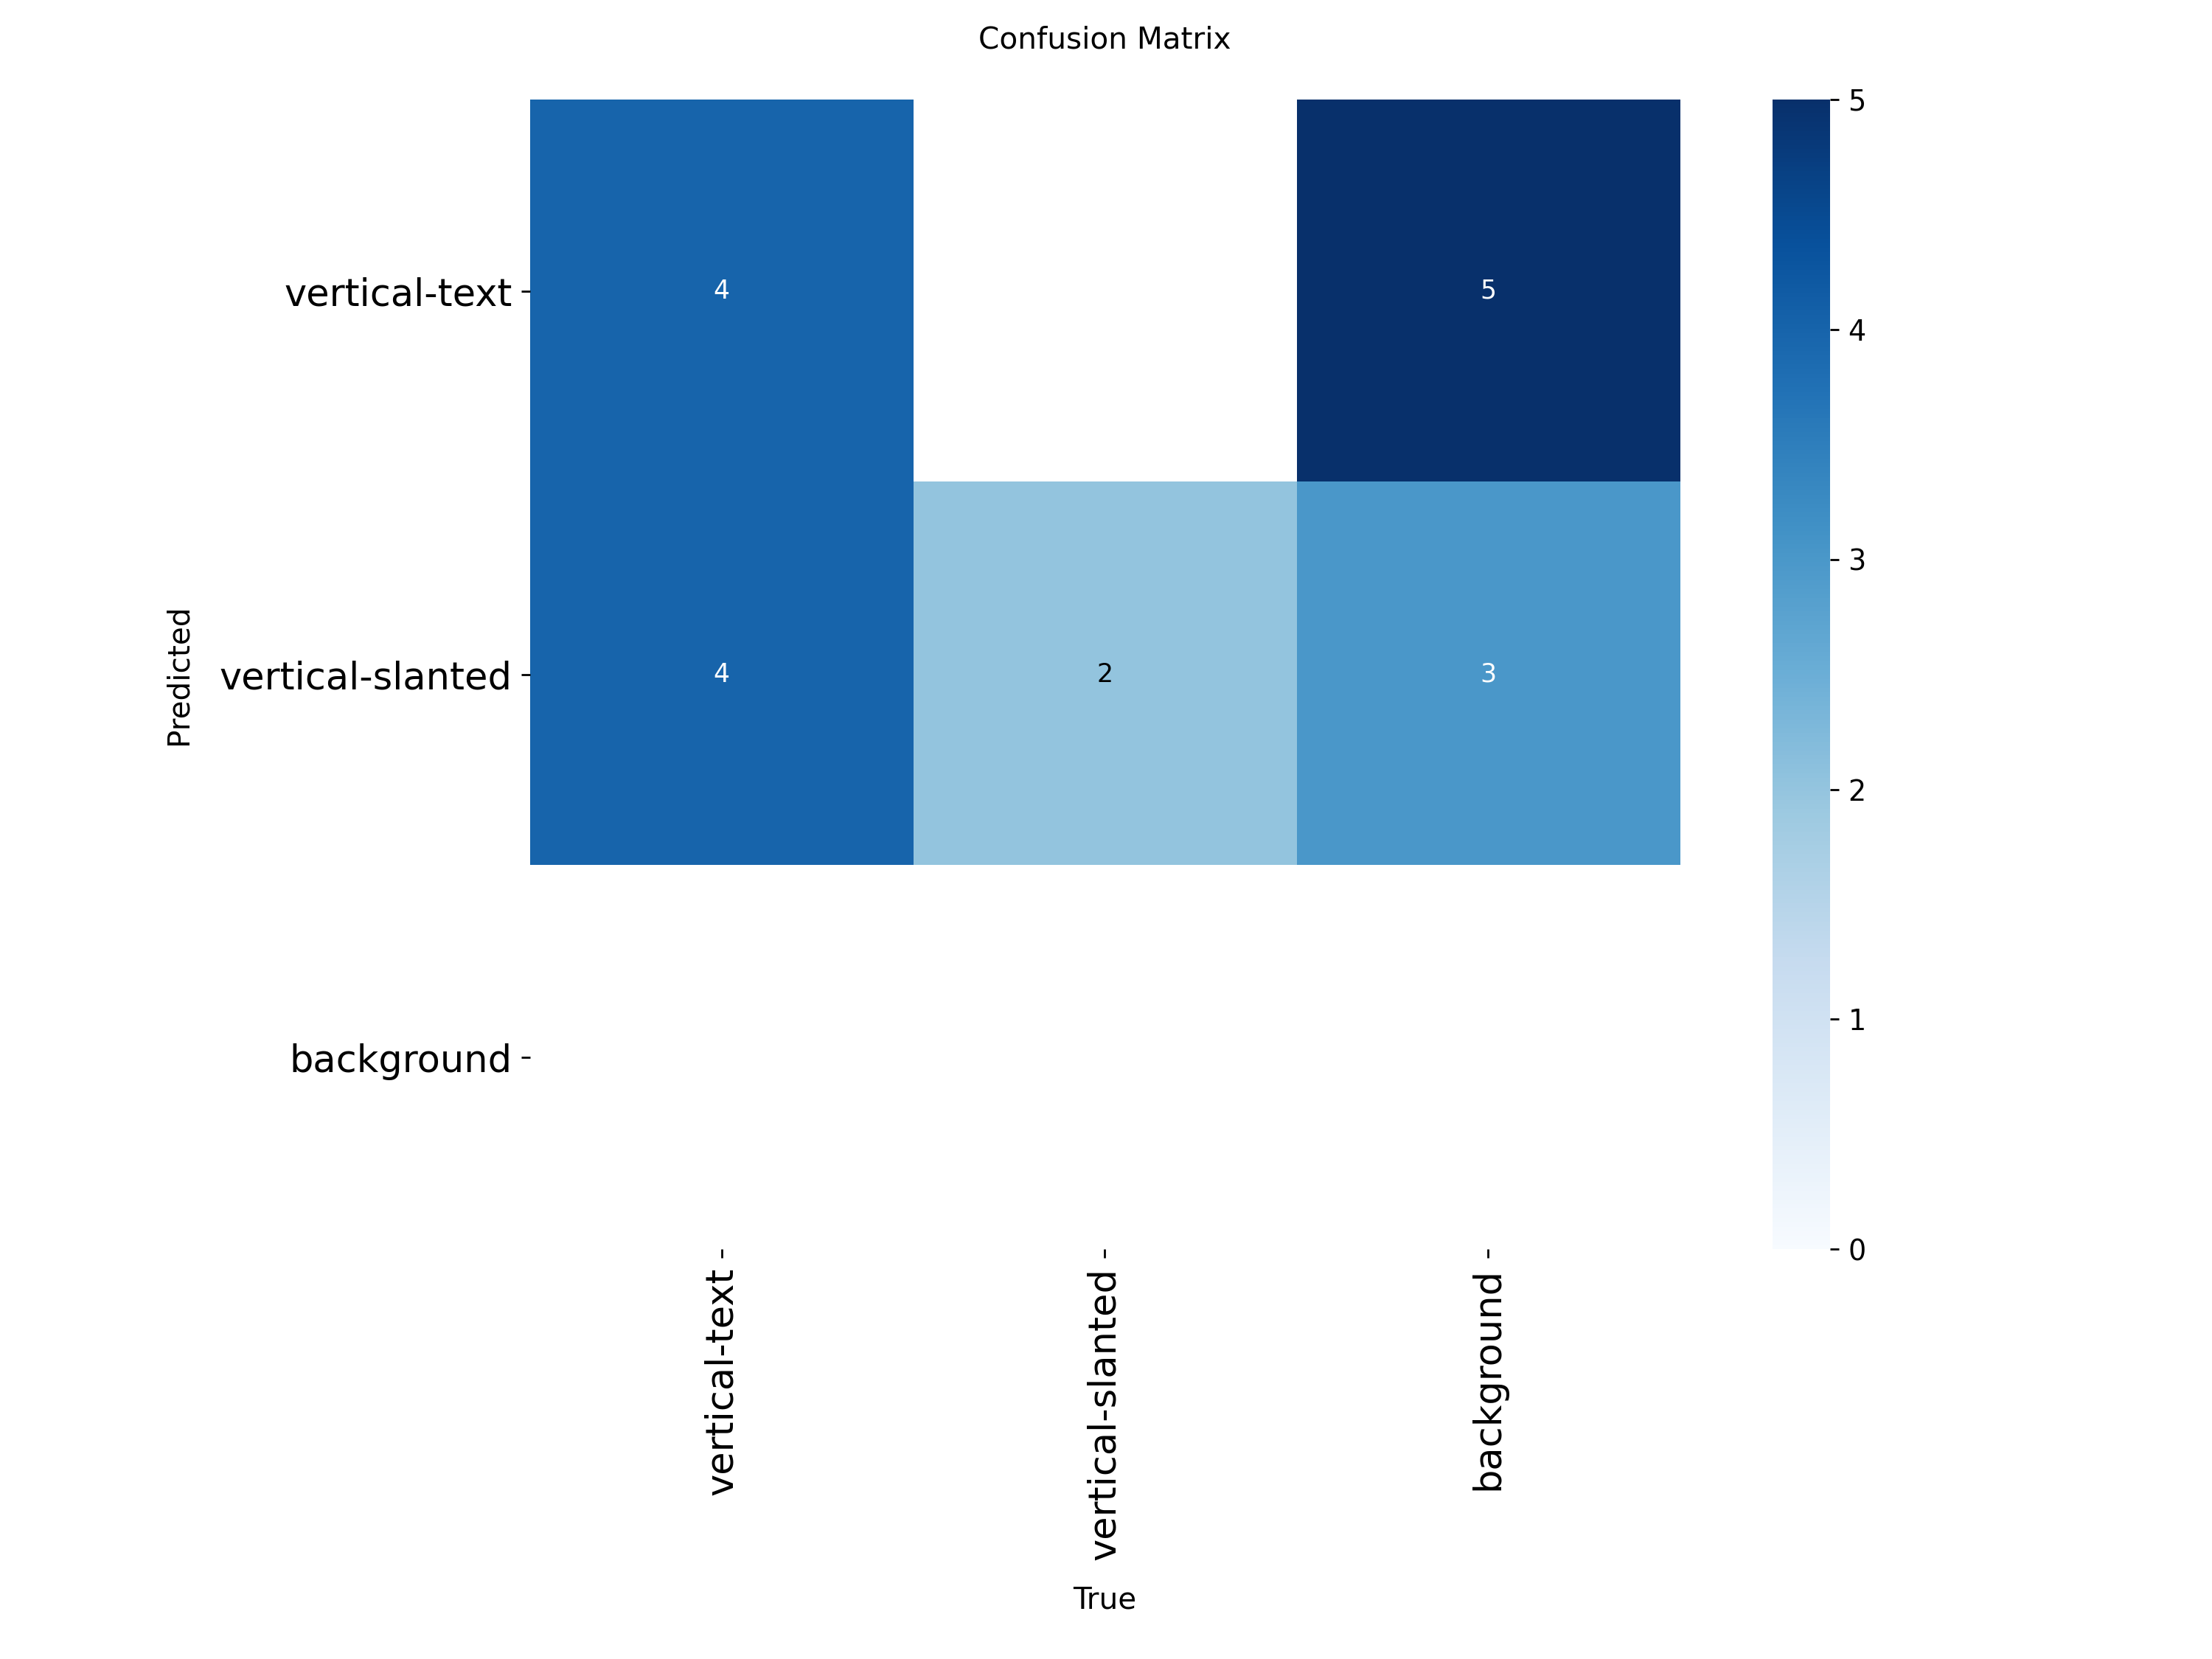 Confusion Matrix
5
vertical-text
4
5
4
3
Predicted
vertical-slanted
4
2
3
2
background
1
0
vertical-text
vertical-slanted
background
True